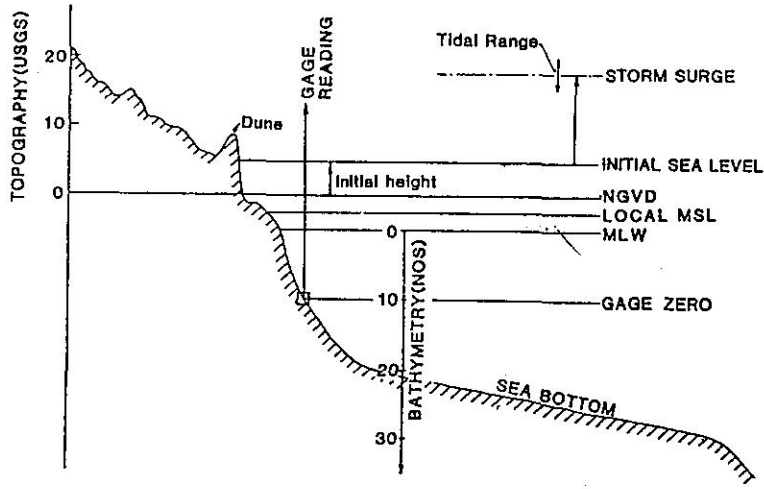 TOPOGRAPHY(USGS)
20
10
0
Dune
GAGE
READING
Tidal Range
STORM SURGE
INITIAL SEA LEVEL
Initial height
NGVD
LOCAL MSL
0
MLW
10
GAGE ZERO
BATHYMETRY(NOS)
20
SEA BOTTOM
30